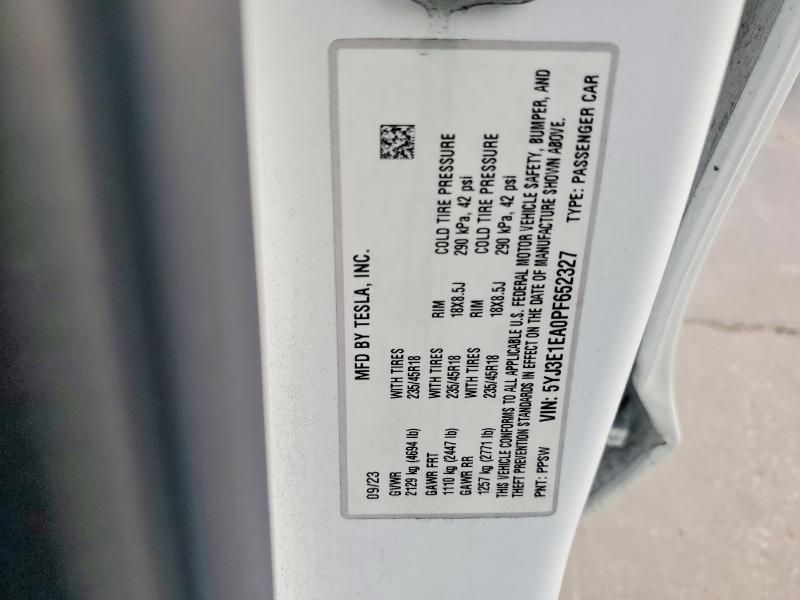 MFD BY TESLA, INC.
09/23
GVWR WITH TIRES
2129 kg (4694 lb) 235/45R18
GAWR FRT WITH TIRES RIM COLD TIRE PRESSURE
1110 kg (2447 lb) 235/45R18 18X8.5J 290 kPa, 42 psi
GAWR RR WITH TIRES RIM COLD TIRE PRESSURE
1257 kg (2771 lb) 235/45R18 18X8.5J 290 kPa, 42 psi
THIS VEHICLE CONFORMS TO ALL APPLICABLE U.S. FEDERAL MOTOR VEHICLE SAFETY, BUMPER, AND
THEFT PREVENTION STANDARDS IN EFFECT ON THE DATE OF MANUFACTURE SHOWN ABOVE.
VIN: 5YJ3E1EA0PF652327
PNT: PPSW TYPE: PASSENGER CAR